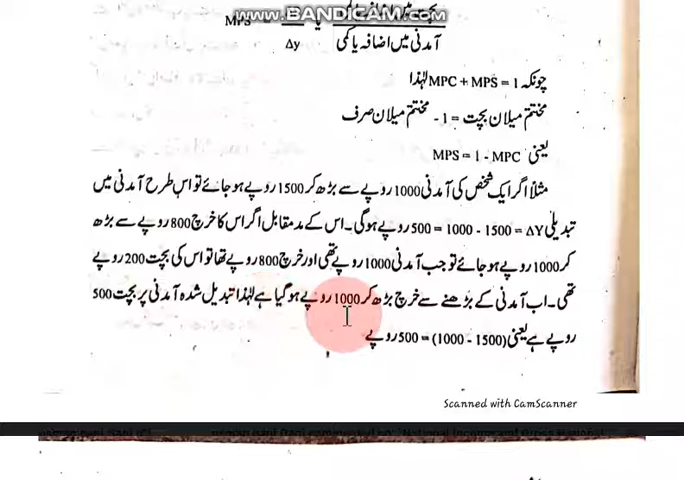 www.BANDICAM.com
MPS یا
آمدنی میں اضافہ یا کمی Δy
چونکہ MPC + MPS = 1 لہٰذا
مختتم میلان بچت = 1 - مختتم میلان صرف
یعنی MPS = 1 - MPC
مثلاً اگر ایک شخص کی آمدنی 1000 روپے سے بڑھ کر 1500 روپے ہو جائے تو اس طرح آمدنی میں
تبدیلی ΔY = 1500 - 1000 = 500 روپے ہوگی۔ اس کے مدمقابل اگر اس کا خرچ 800 روپے سے بڑھ
کر 1000 روپے ہو جائے تو جب آمدنی 1000 روپے تھی اور خرچ 800 روپے تھا تو اس کی بچت 200 روپے
تھی۔ اب آمدنی کے بڑھنے سے خرچ بڑھ کر 1000 روپے ہو گیا ہے لہٰذا تبدیل شدہ آمدنی پر بچت 500
روپے ہے یعنی (1500 - 1000) = 500 روپے
Scanned with CamScanner